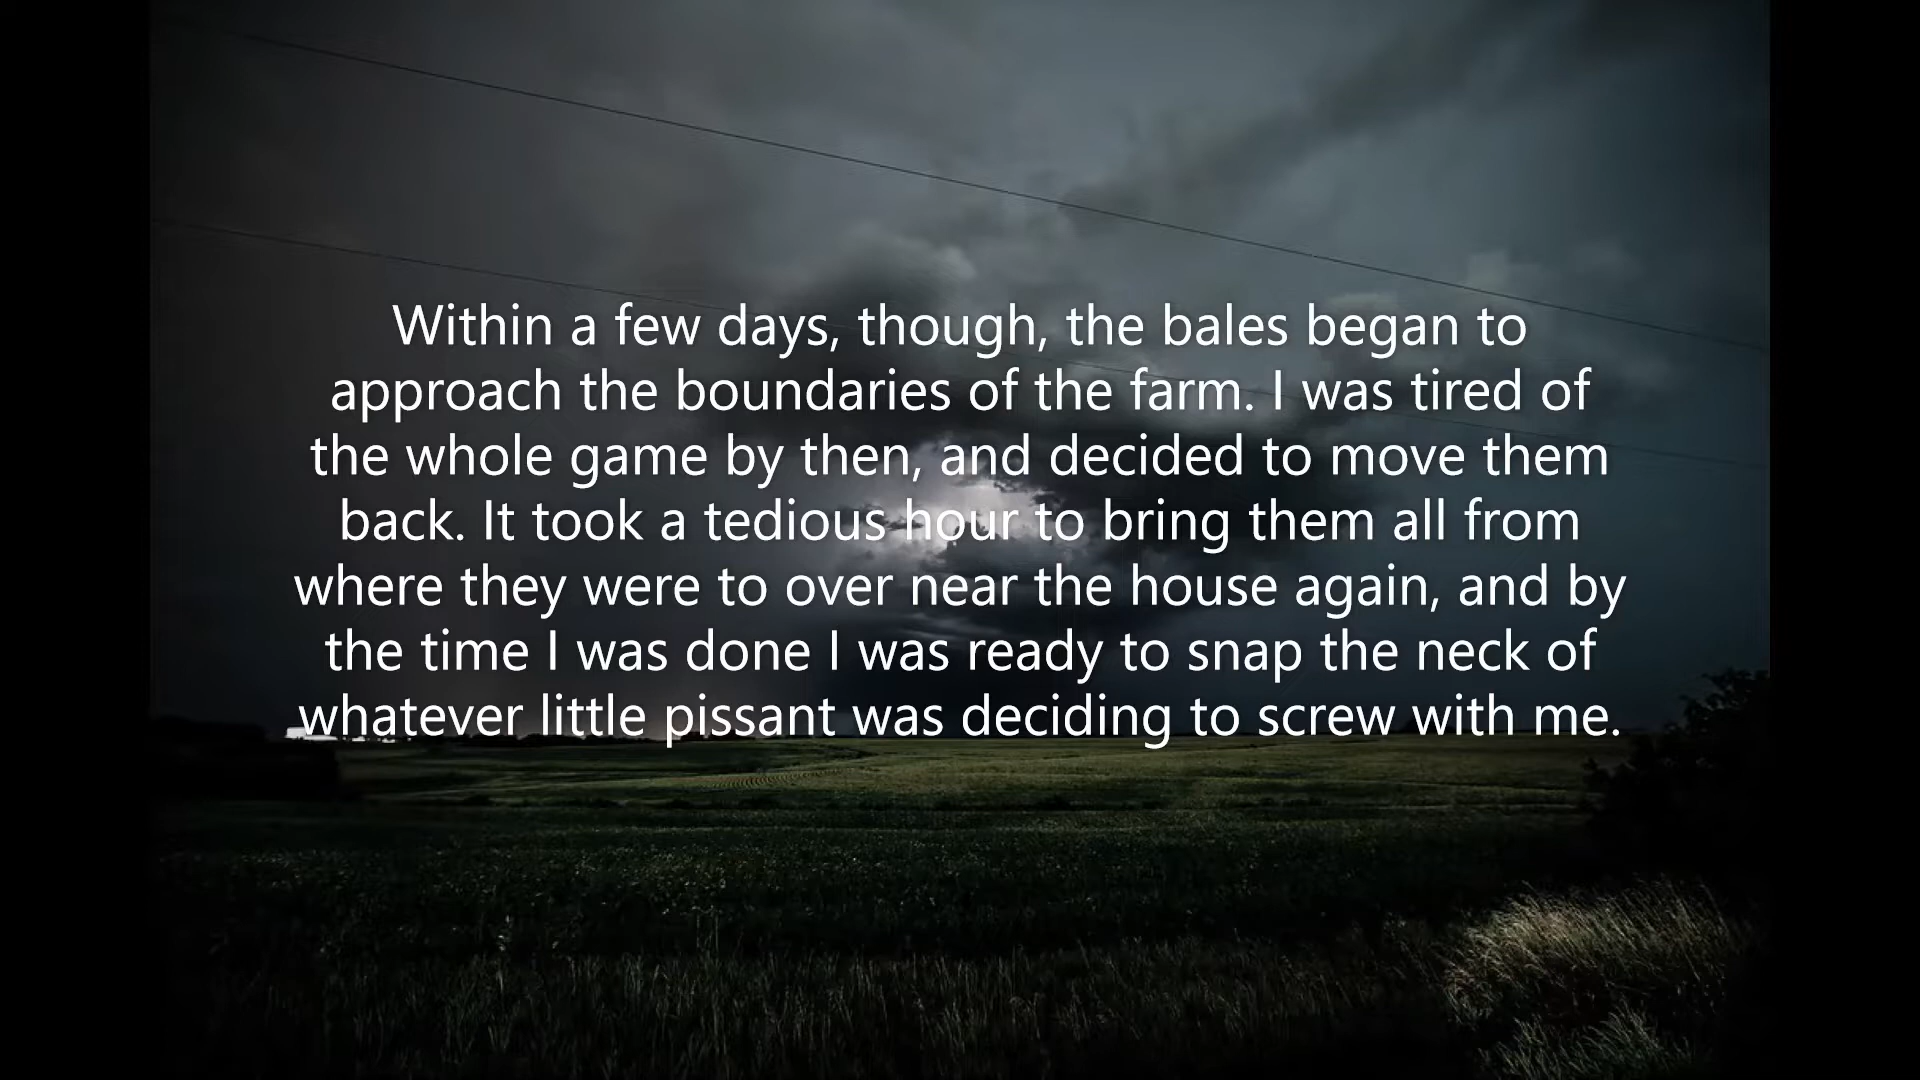 Within a few days, though, the bales began to
approach the boundaries of the farm. I was tired of
the whole game by then, and decided to move them
back. It took a tedious hour to bring them all from
where they were to over near the house again, and by
the time I was done I was ready to snap the neck of
whatever little pissant was deciding to screw with me.